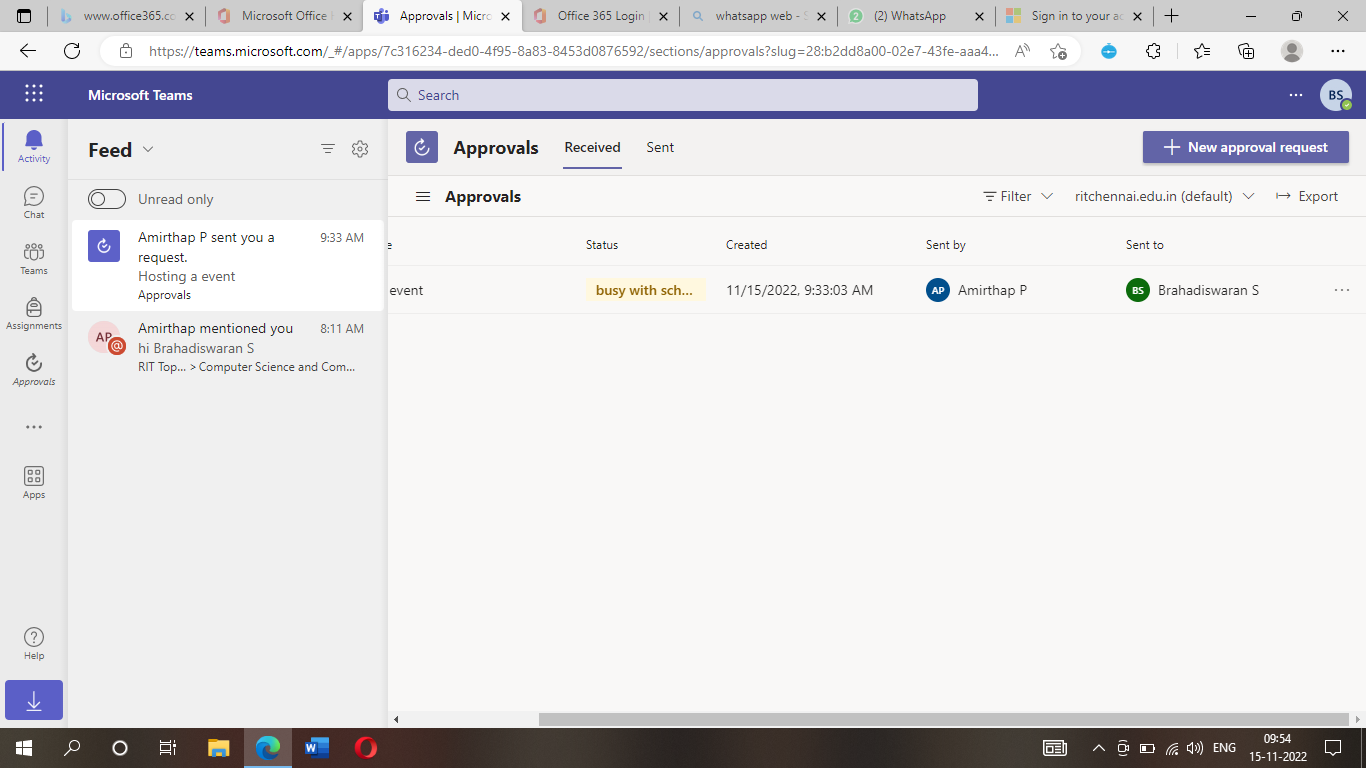 www.office365.co
Microsoft Office
Approvals | Micro
Office 365 Login
whatsapp web - S
(2) WhatsApp
Sign in to your ac
https://teams.microsoft.com/_#/apps/7c316234-ded0-4f95-8a83-8453d0876592/sections/approvals?slug=28:b2dd8a00-02e7-43fe-aaa4...
Microsoft Teams
Search
BS
Activity
Chat
Teams
Assignments
Approvals
Apps
Help
Feed
Unread only
Amirthap P sent you a 9:33 AM
request.
Hosting a event
Approvals
AP
Amirthap mentioned you 8:11 AM
hi Brahadiswaran S
RIT Top... > Computer Science and Com...
Approvals Received Sent
New approval request
Approvals
Filter ritchennai.edu.in (default) Export
e Status Created Sent by Sent to
event busy with sch... 11/15/2022, 9:33:03 AM AP Amirthap P BS Brahadiswaran S
ENG
09:54
15-11-2022